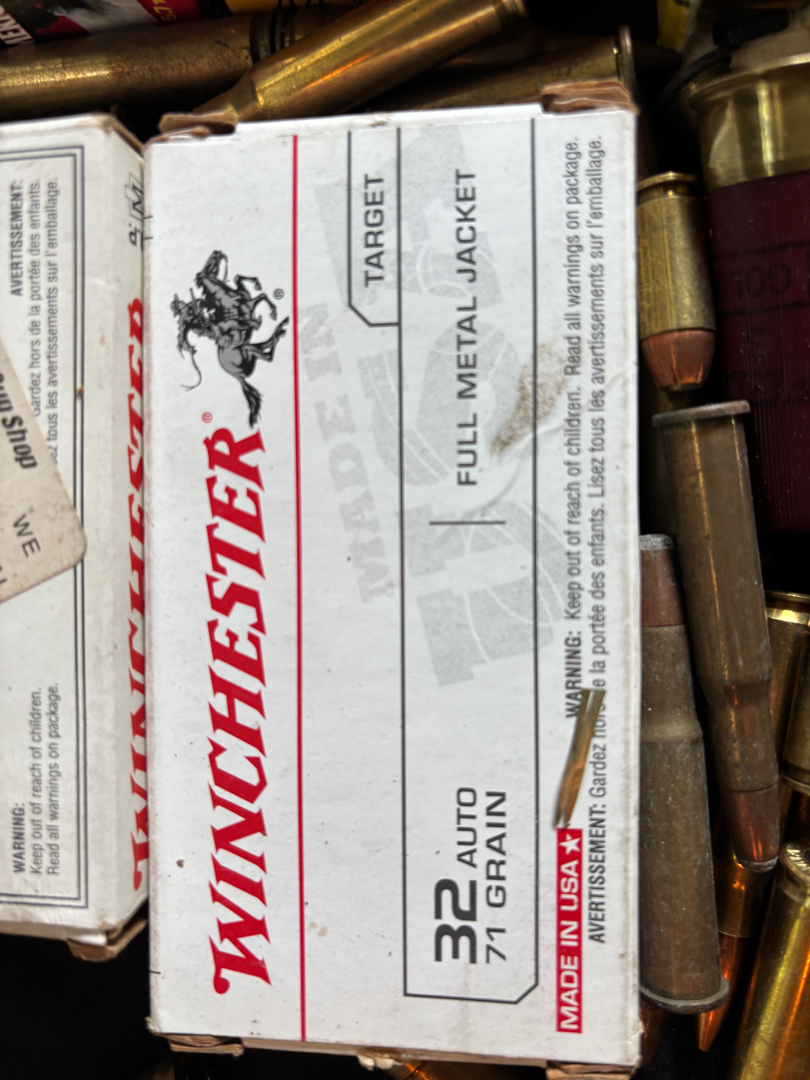 WINCHESTER®
TARGET
FULL METAL JACKET
32 AUTO
71 GRAIN
MADE IN
USA
MADE IN USA ★
WARNING: Keep out of reach of children. Read all warnings on package.
AVERTISSEMENT: Gardez hors de la portée des enfants. Lisez tous les avertissements sur l'emballage.
WARNING:
Keep out of reach of children.
Read all warnings on package.
AVERTISSEMENT:
Gardez hors de la portée des enfants.
tous les avertissements sur l'emballage.
WINCHESTER
Shop
WE